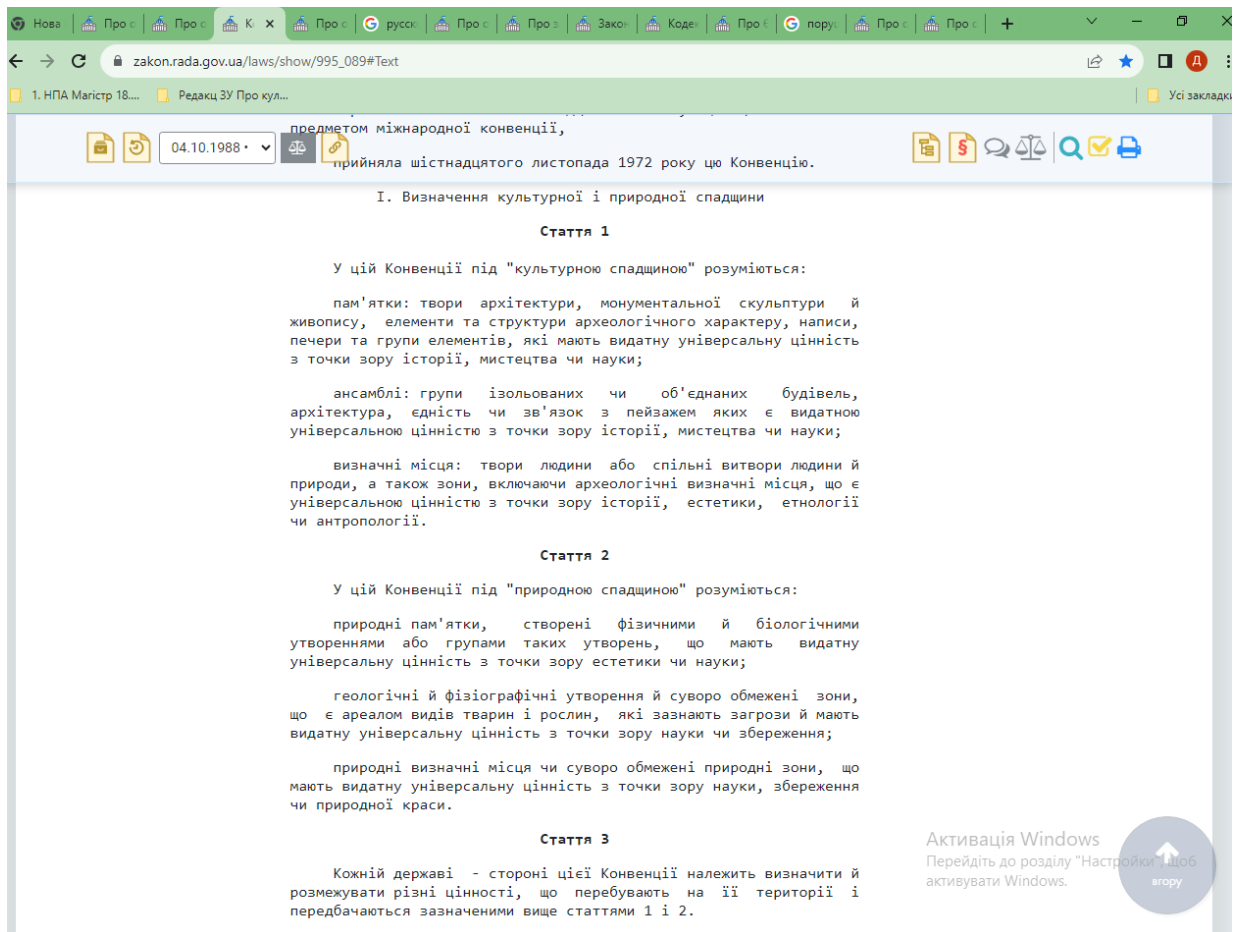 Нова
Про с
Про с
Ко
Про с
русск
Про с
Про з
Закон
Кодек
Про Є
поруш
Про с
Про с
zakon.rada.gov.ua/laws/show/995_089#Text
Д
1. НПА Магістр 18....
Редакц ЗУ Про кул...
Усі закладки
предметом міжнародної конвенції,
04.10.1988
прийняла шістнадцятого листопада 1972 року цю Конвенцію.
I. Визначення культурної і природної спадщини
Стаття 1
У цій Конвенції під "культурною спадщиною" розуміються:
пам'ятки: твори архітектури, монументальної скульптури й
живопису, елементи та структури археологічного характеру, написи,
печери та групи елементів, які мають видатну універсальну цінність
з точки зору історії, мистецтва чи науки;
ансамблі: групи ізольованих чи об'єднаних будівель,
архітектура, єдність чи зв'язок з пейзажем яких є видатною
універсальною цінністю з точки зору історії, мистецтва чи науки;
визначні місця: твори людини або спільні витвори людини й
природи, а також зони, включаючи археологічні визначні місця, що є
універсальною цінністю з точки зору історії, естетики, етнології
чи антропології.
Стаття 2
У цій Конвенції під "природною спадщиною" розуміються:
природні пам'ятки, створені фізичними й біологічними
утвореннями або групами таких утворень, що мають видатну
універсальну цінність з точки зору естетики чи науки;
геологічні й фізіографічні утворення й суворо обмежені зони,
що є ареалом видів тварин і рослин, які зазнають загрози й мають
видатну універсальну цінність з точки зору науки чи збереження;
природні визначні місця чи суворо обмежені природні зони, що
мають видатну універсальну цінність з точки зору науки, збереження
чи природної краси.
Стаття 3
Кожній державі - стороні цієї Конвенції належить визначити й
розмежувати різні цінності, що перебувають на її території і
передбачаються зазначеними вище статтями 1 і 2.
Активація Windows
Перейдіть до розділу "Настройки", щоб
активувати Windows.
вгору